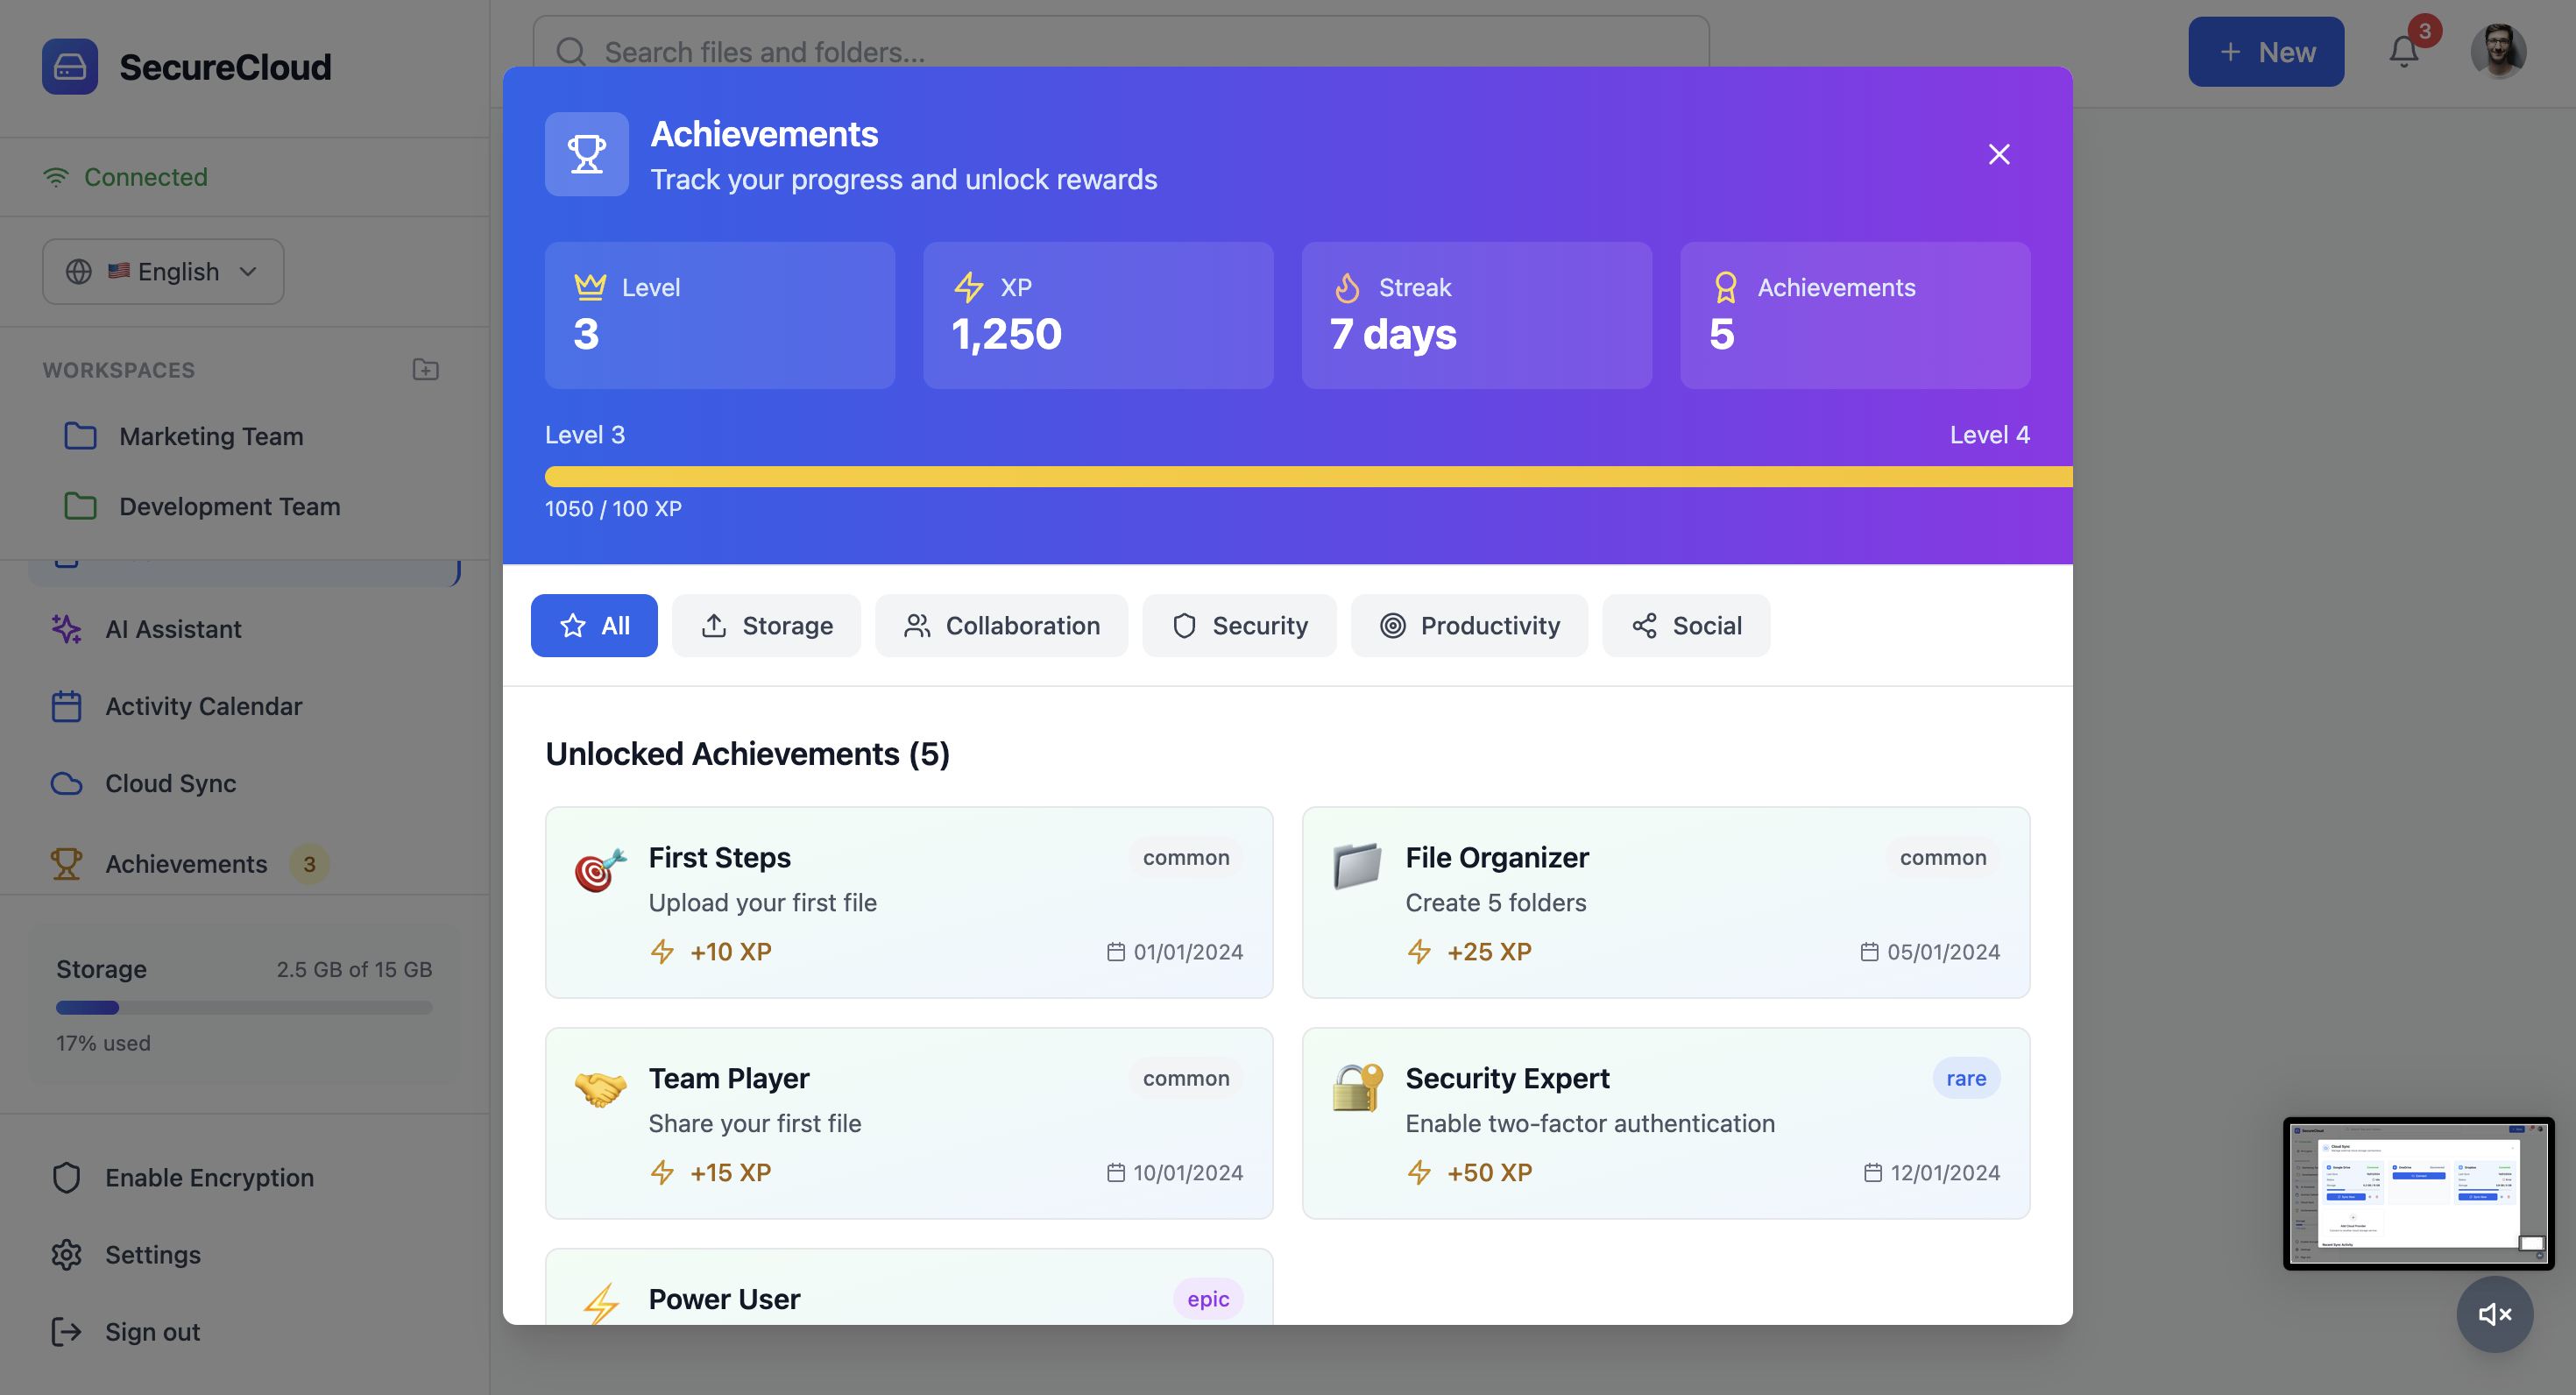 SecureCloud
Search files and folders...
New
3
Connected
English
WORKSPACES
Marketing Team
Development Team
AI Assistant
Activity Calendar
Cloud Sync
Achievements 3
Storage 2.5 GB of 15 GB
17% used
Enable Encryption
Settings
Sign out
Achievements
Track your progress and unlock rewards
Level
3
XP
1,250
Streak
7 days
Achievements
5
Level 3 Level 4
1050 / 100 XP
All Storage Collaboration Security Productivity Social
Unlocked Achievements (5)
First Steps common
Upload your first file
+10 XP 01/01/2024
File Organizer common
Create 5 folders
+25 XP 05/01/2024
Team Player common
Share your first file
+15 XP 10/01/2024
Security Expert rare
Enable two-factor authentication
+50 XP 12/01/2024
Power User epic